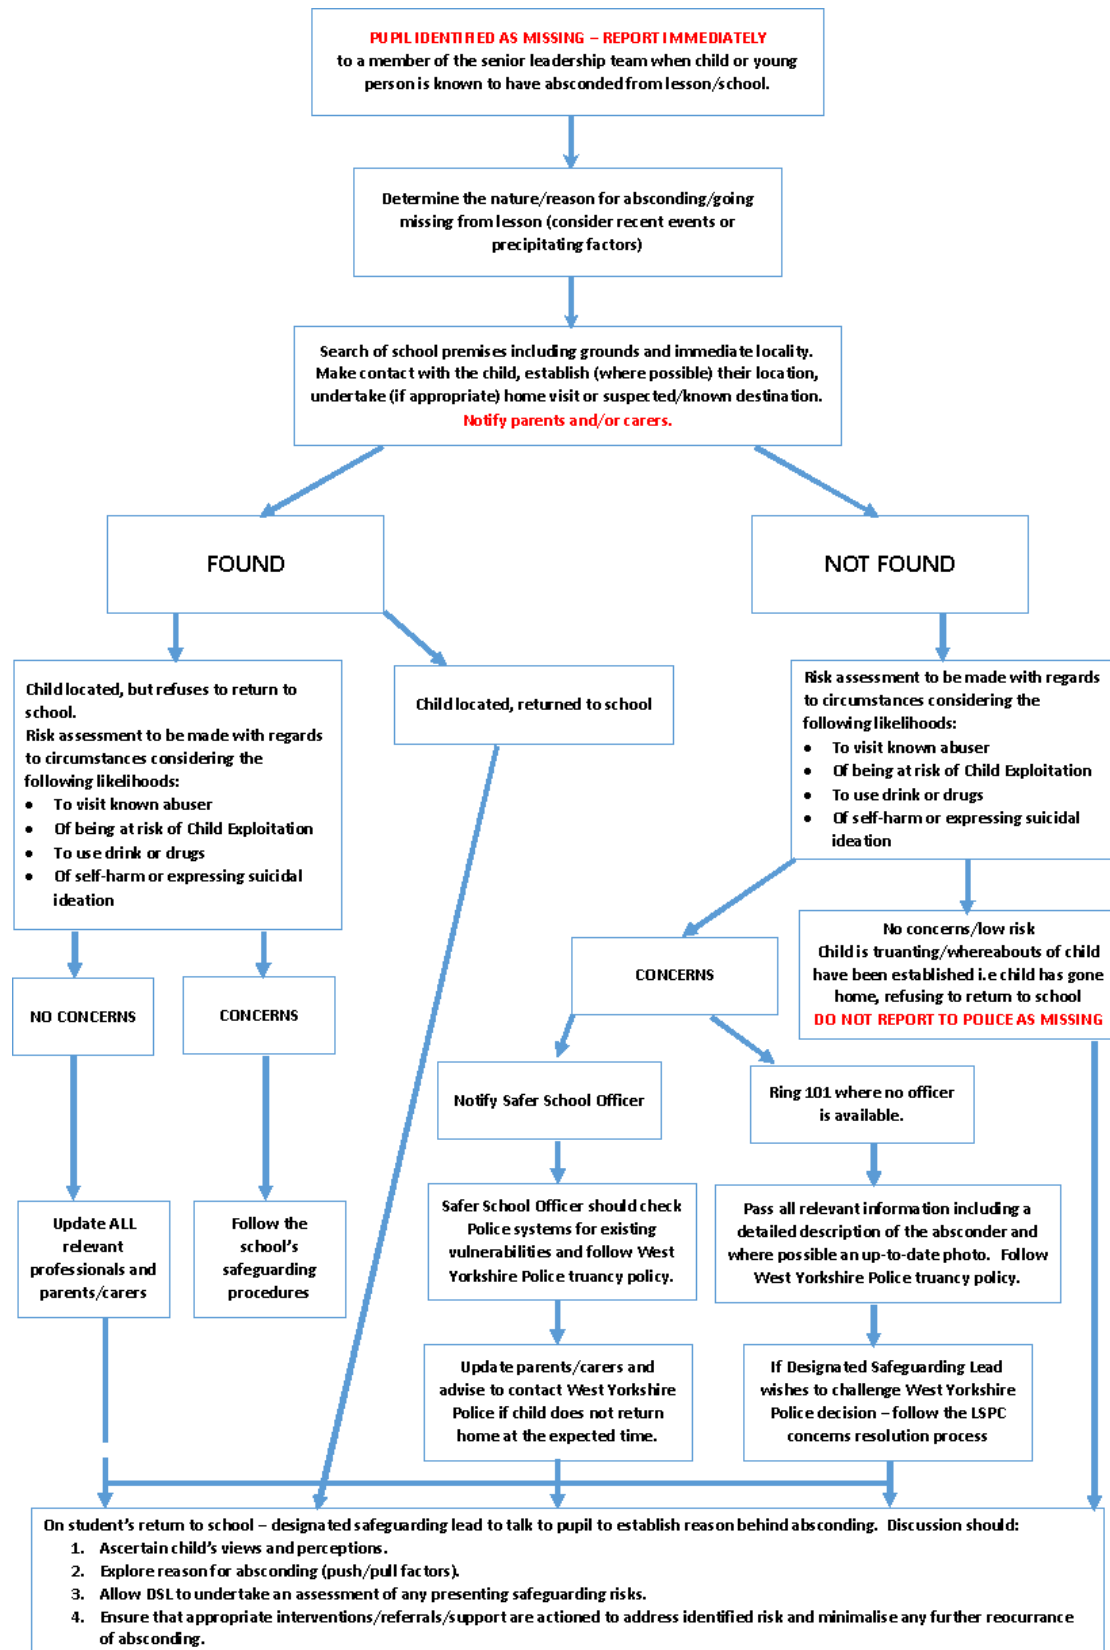 PUPIL IDENTIFIED AS MISSING – REPORT IMMEDIATELY
to a member of the senior leadership team when child or young
person is known to have absconded from lesson/school.
Determine the nature/reason for absconding/going
missing from lesson (consider recent events or
precipitating factors)
Search of school premises including grounds and immediate locality.
Make contact with the child, establish (where possible) their location,
undertake (if appropriate) home visit or suspected/known destination.
Notify parents and/or carers.
FOUND
NOT FOUND
Child located, but refuses to return to
school.
Risk assessment to be made with regards
to circumstances considering the
following likelihoods:
• To visit known abuser
• Of being at risk of Child Exploitation
• To use drink or drugs
• Of self-harm or expressing suicidal
ideation
Child located, returned to school
Risk assessment to be made with regards
to circumstances considering the
following likelihoods:
• To visit known abuser
• Of being at risk of Child Exploitation
• To use drink or drugs
• Of self-harm or expressing suicidal
ideation
NO CONCERNS
CONCERNS
CONCERNS
No concerns/low risk
Child is truanting/whereabouts of child
have been established i.e child has gone
home, refusing to return to school
DO NOT REPORT TO POLICE AS MISSING
Notify Safer School Officer
Ring 101 where no officer
is available.
Update ALL
relevant
professionals and
parents/carers
Follow the
school's
safeguarding
procedures
Safer School Officer should check
Police systems for existing
vulnerabilities and follow West
Yorkshire Police truancy policy.
Pass all relevant information including a
detailed description of the absconder and
where possible an up-to-date photo. Follow
West Yorkshire Police truancy policy.
Update parents/carers and
advise to contact West Yorkshire
Police if child does not return
home at the expected time.
If Designated Safeguarding Lead
wishes to challenge West Yorkshire
Police decision – follow the LSPC
concerns resolution process
On student's return to school – designated safeguarding lead to talk to pupil to establish reason behind absconding. Discussion should:
1. Ascertain child's views and perceptions.
2. Explore reason for absconding (push/pull factors).
3. Allow DSL to undertake an assessment of any presenting safeguarding risks.
4. Ensure that appropriate interventions/referrals/support are actioned to address identified risk and minimalise any further reocurrance
of absconding.